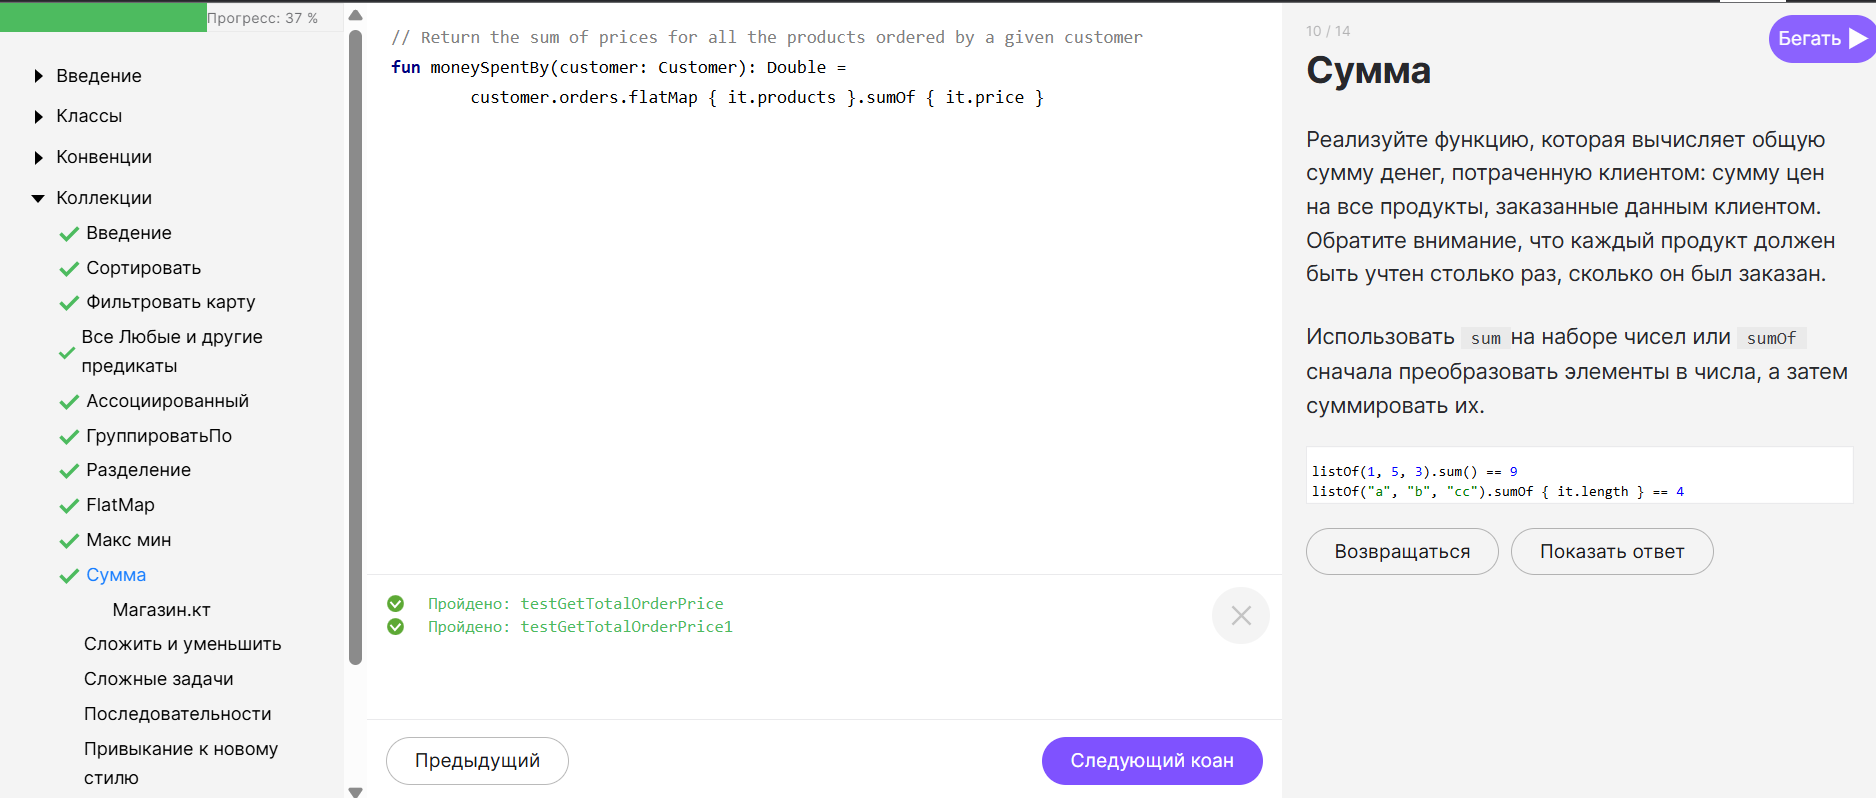 Прогресс: 37 %
Введение
Классы
Конвенции
Коллекции
Введение
Сортировать
Фильтровать карту
Все Любые и другие
предикаты
Ассоциированный
ГруппироватьПо
Разделение
FlatMap
Макс мин
Сумма
Магазин.кт
Сложить и уменьшить
Сложные задачи
Последовательности
Привыкание к новому
стилю
// Return the sum of prices for all the products ordered by a given customer
fun moneySpentBy(customer: Customer): Double =
customer.orders.flatMap { it.products }.sumOf { it.price }
Пройдено: testGetTotalOrderPrice
Пройдено: testGetTotalOrderPrice1
Предыдущий
Следующий коан
10 / 14
Бегать
Сумма
Реализуйте функцию, которая вычисляет общую
сумму денег, потраченную клиентом: сумму цен
на все продукты, заказанные данным клиентом.
Обратите внимание, что каждый продукт должен
быть учтен столько раз, сколько он был заказан.
Использовать sum на наборе чисел или sumOf
сначала преобразовать элементы в числа, а затем
суммировать их.
listOf(1, 5, 3).sum() == 9
listOf("a", "b", "cc").sumOf { it.length } == 4
Возвращаться
Показать ответ